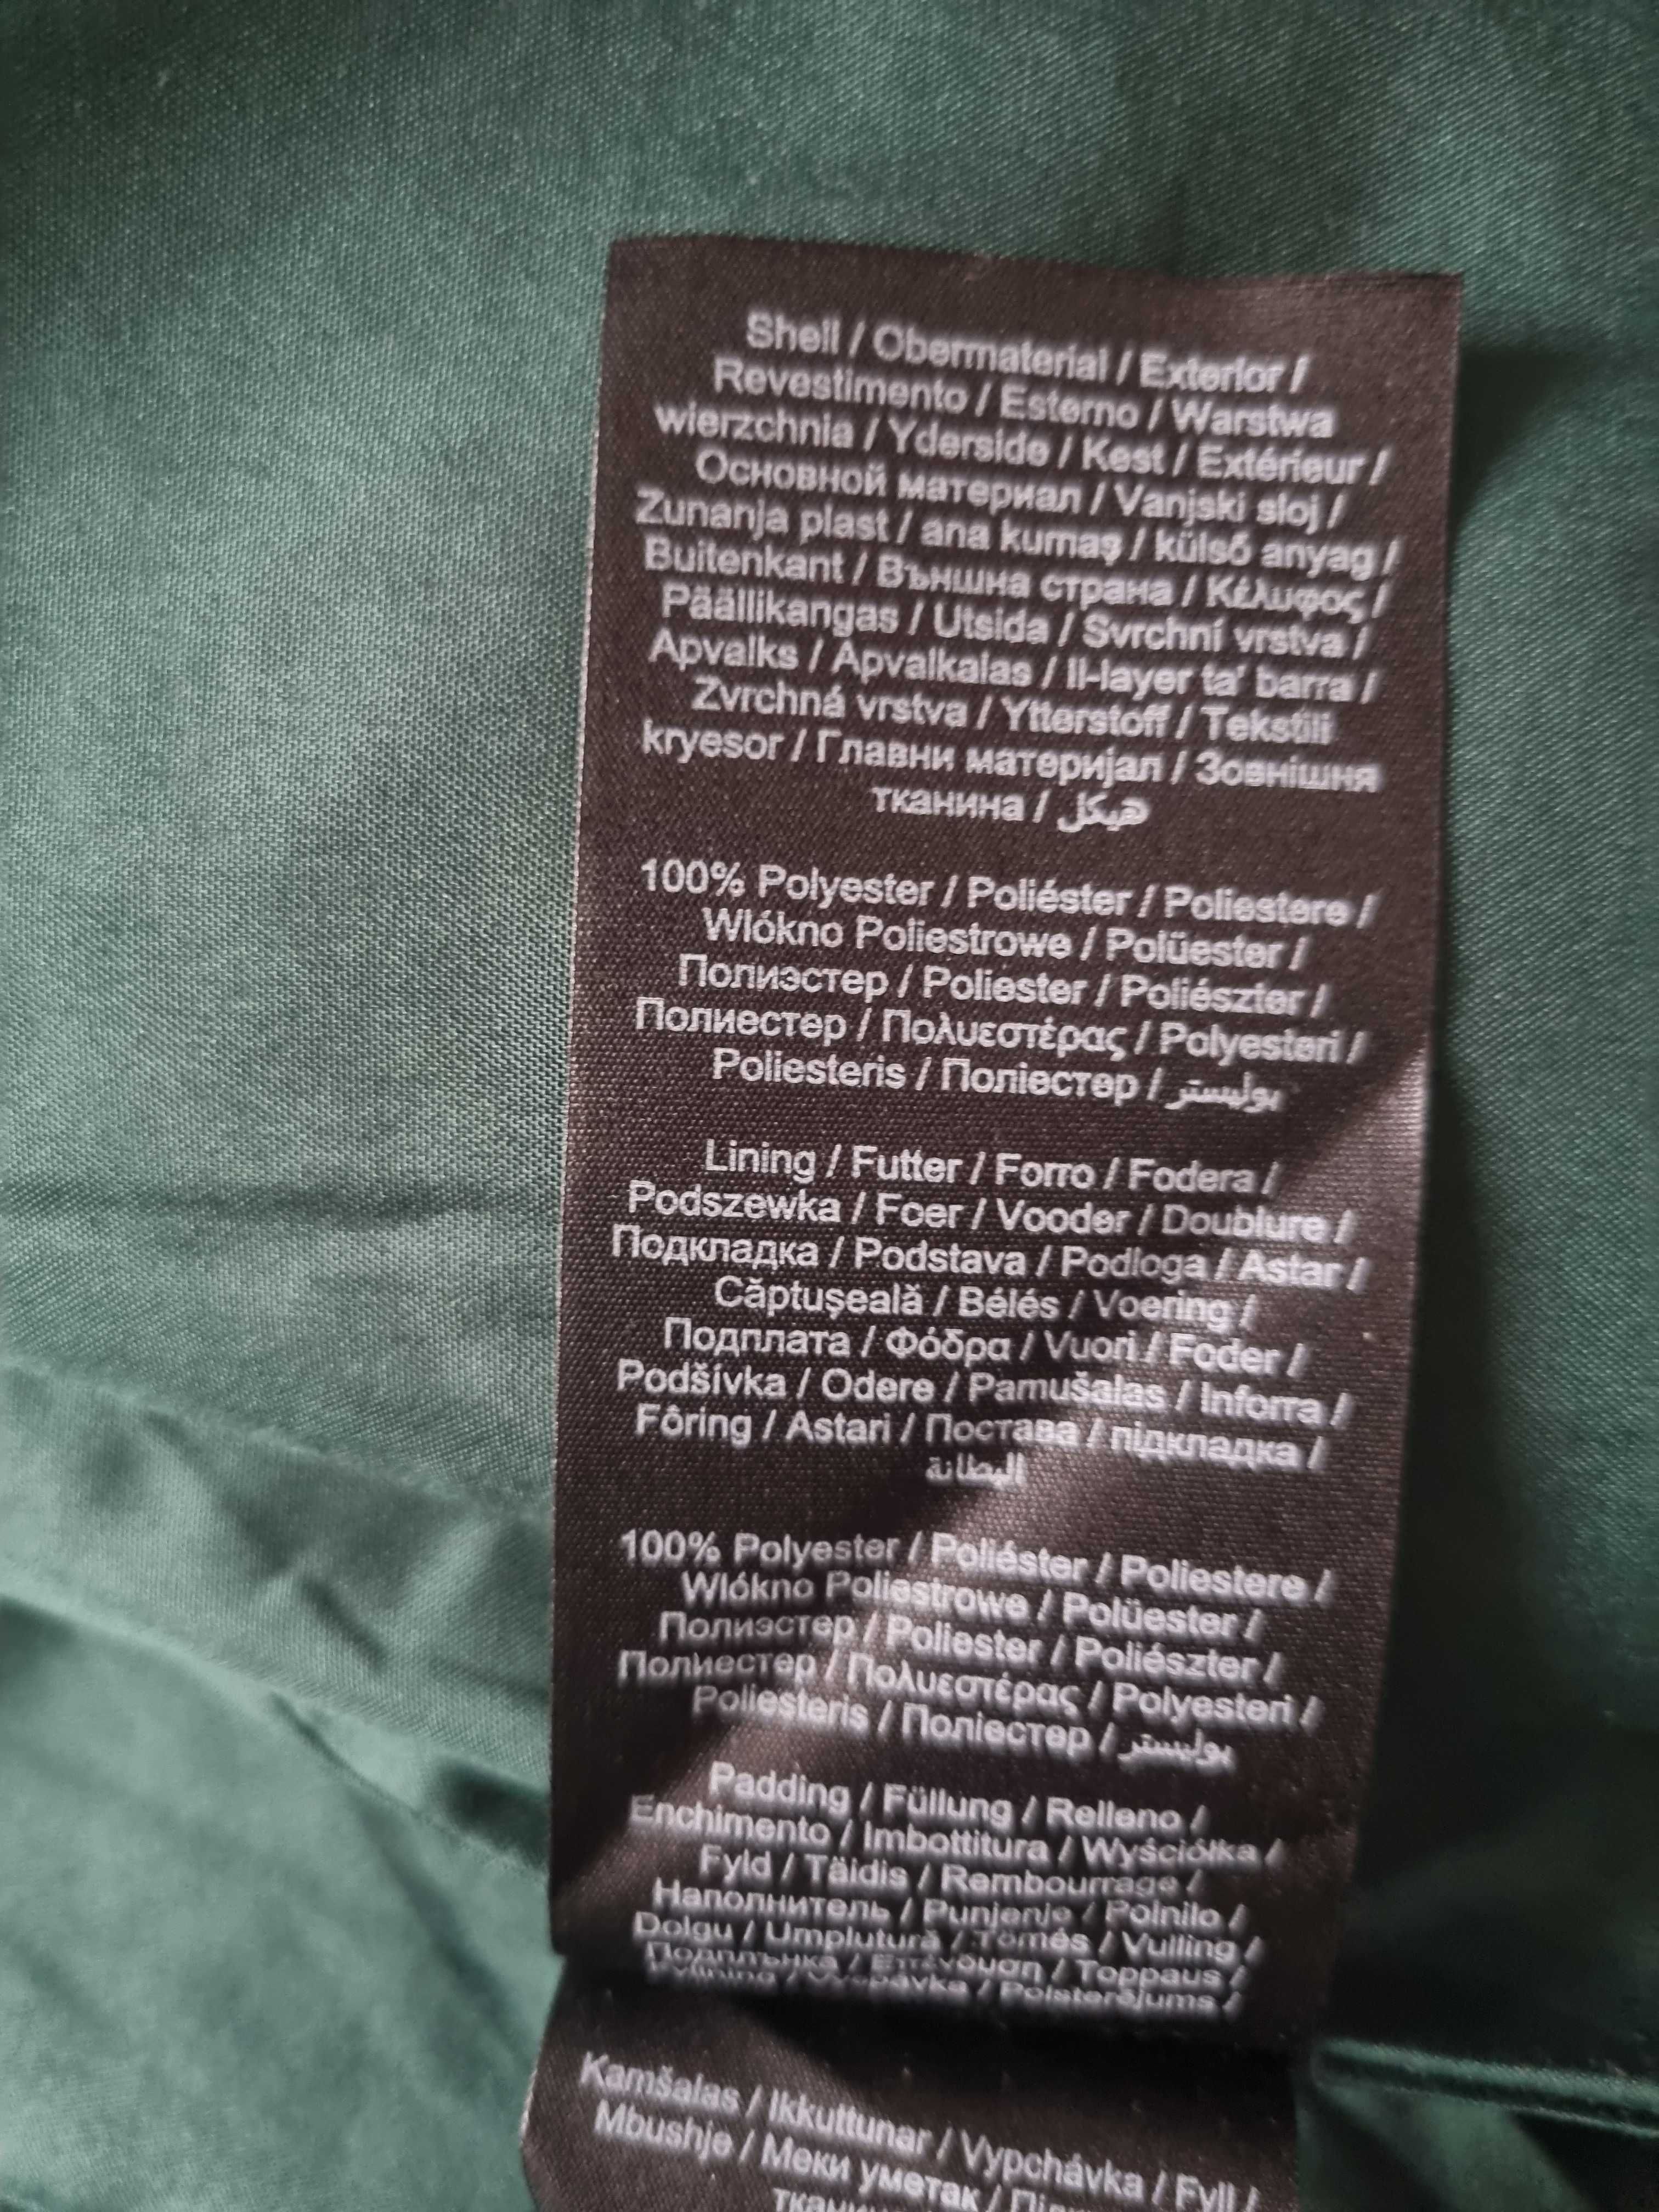 Shell / Obermaterial / Exterior /
Revestimento / Esterno / Warstwa
wierzchnia / Yderside / Kest / Extérieur /
Основной материал / Vanjski sloj /
Zunanja plast / ana kumaş / külső anyag /
Buitenkant / Външна страна / Κέλυφος /
Päällikangas / Utsida / Svrchní vrstva /
Apvalks / Apvalkalas / Il-layer ta' barra /
Zvrchná vrstva / Ytterstoff / Tekstili
kryesor / Главни материјал / Зовнішня
тканина / هيكل
100% Polyester / Poliéster / Poliestere /
Wlókno Poliestrowe / Polüester /
Полиэстер / Poliester / Poliészter /
Полиестер / Πολυεστέρας / Polyesteri /
Poliesteris / Поліестер / بوليستر
Lining / Futter / Forro / Fodera /
Podszewka / Foer / Vooder / Doublure /
Подкладка / Podstava / Podloga / Astar /
Căptuşeală / Bélés / Voering /
Подплата / Φόδρα / Vuori / Foder /
Podšívka / Odere / Pamušalas / Inforra /
Fôring / Astari / Постава / підкладка /
البطانة
100% Polyester / Poliéster / Poliestere /
Wlókno Poliestrowe / Polüester /
Полиэстер / Poliester / Poliészter /
Полиестер / Πολυεστέρας / Polyesteri /
Poliesteris / Поліестер / بوليستر
Padding / Füllung / Relleno /
Enchimento / Imbottitura / Wyściółka /
Fyld / Täidis / Rembourrage /
Наполнитель / Punjenje / Polnilo /
Dolgu / Umplutură / Tömés / Vulling /
Подплънка / Επένδυση / Toppaus /
/ Polsterējums /
Kamšalas / Ikkuttunar / Vypchávka / Fyll /
Mbushje / Меки уметак /